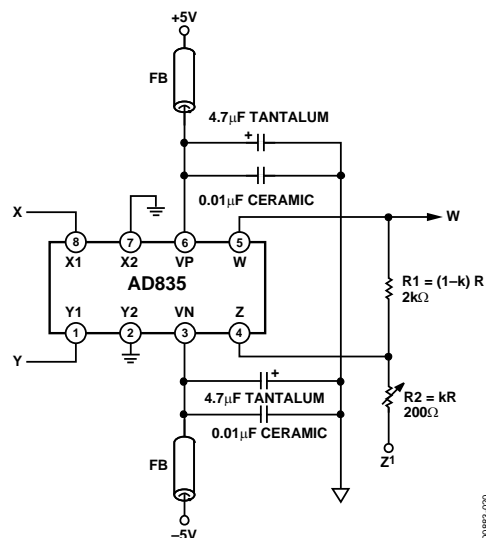 +5V
FB
4.7μF TANTALUM
+
0.01μF CERAMIC
X
W
8
7
6
5
X1
X2
VP
W
AD835
R1 = (1–k) R
2kΩ
Y1
Y2
VN
Z
1
2
3
4
Y
+
4.7μF TANTALUM
0.01μF CERAMIC
R2 = kR
200Ω
Z1
FB
–5V